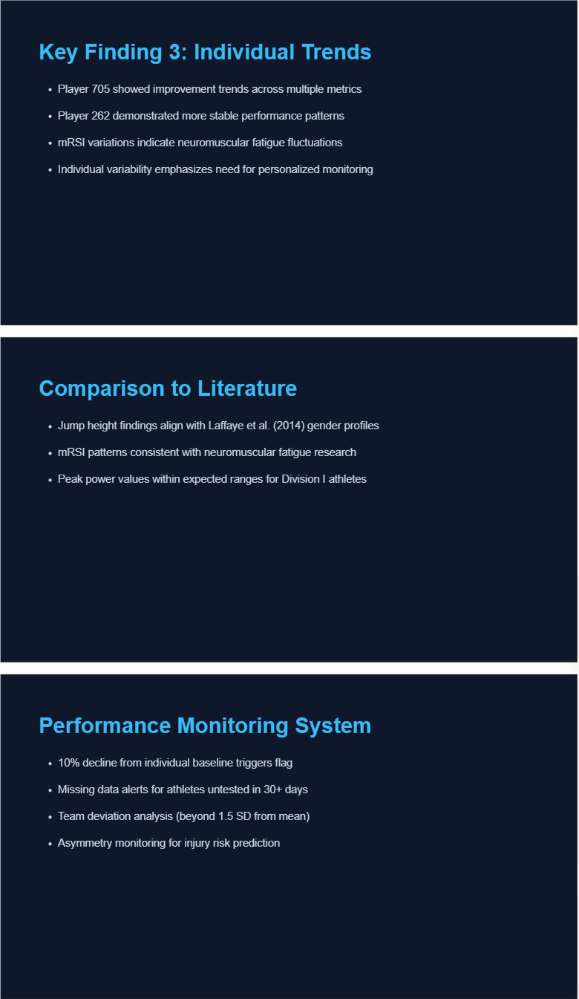 Key Finding 3: Individual Trends
• Player 705 showed improvement trends across multiple metrics
• Player 262 demonstrated more stable performance patterns
• mRSI variations indicate neuromuscular fatigue fluctuations
• Individual variability emphasizes need for personalized monitoring
Comparison to Literature
• Jump height findings align with Laffaye et al. (2014) gender profiles
• mRSI patterns consistent with neuromuscular fatigue research
• Peak power values within expected ranges for Division I athletes
Performance Monitoring System
• 10% decline from individual baseline triggers flag
• Missing data alerts for athletes untested in 30+ days
• Team deviation analysis (beyond 1.5 SD from mean)
• Asymmetry monitoring for injury risk prediction